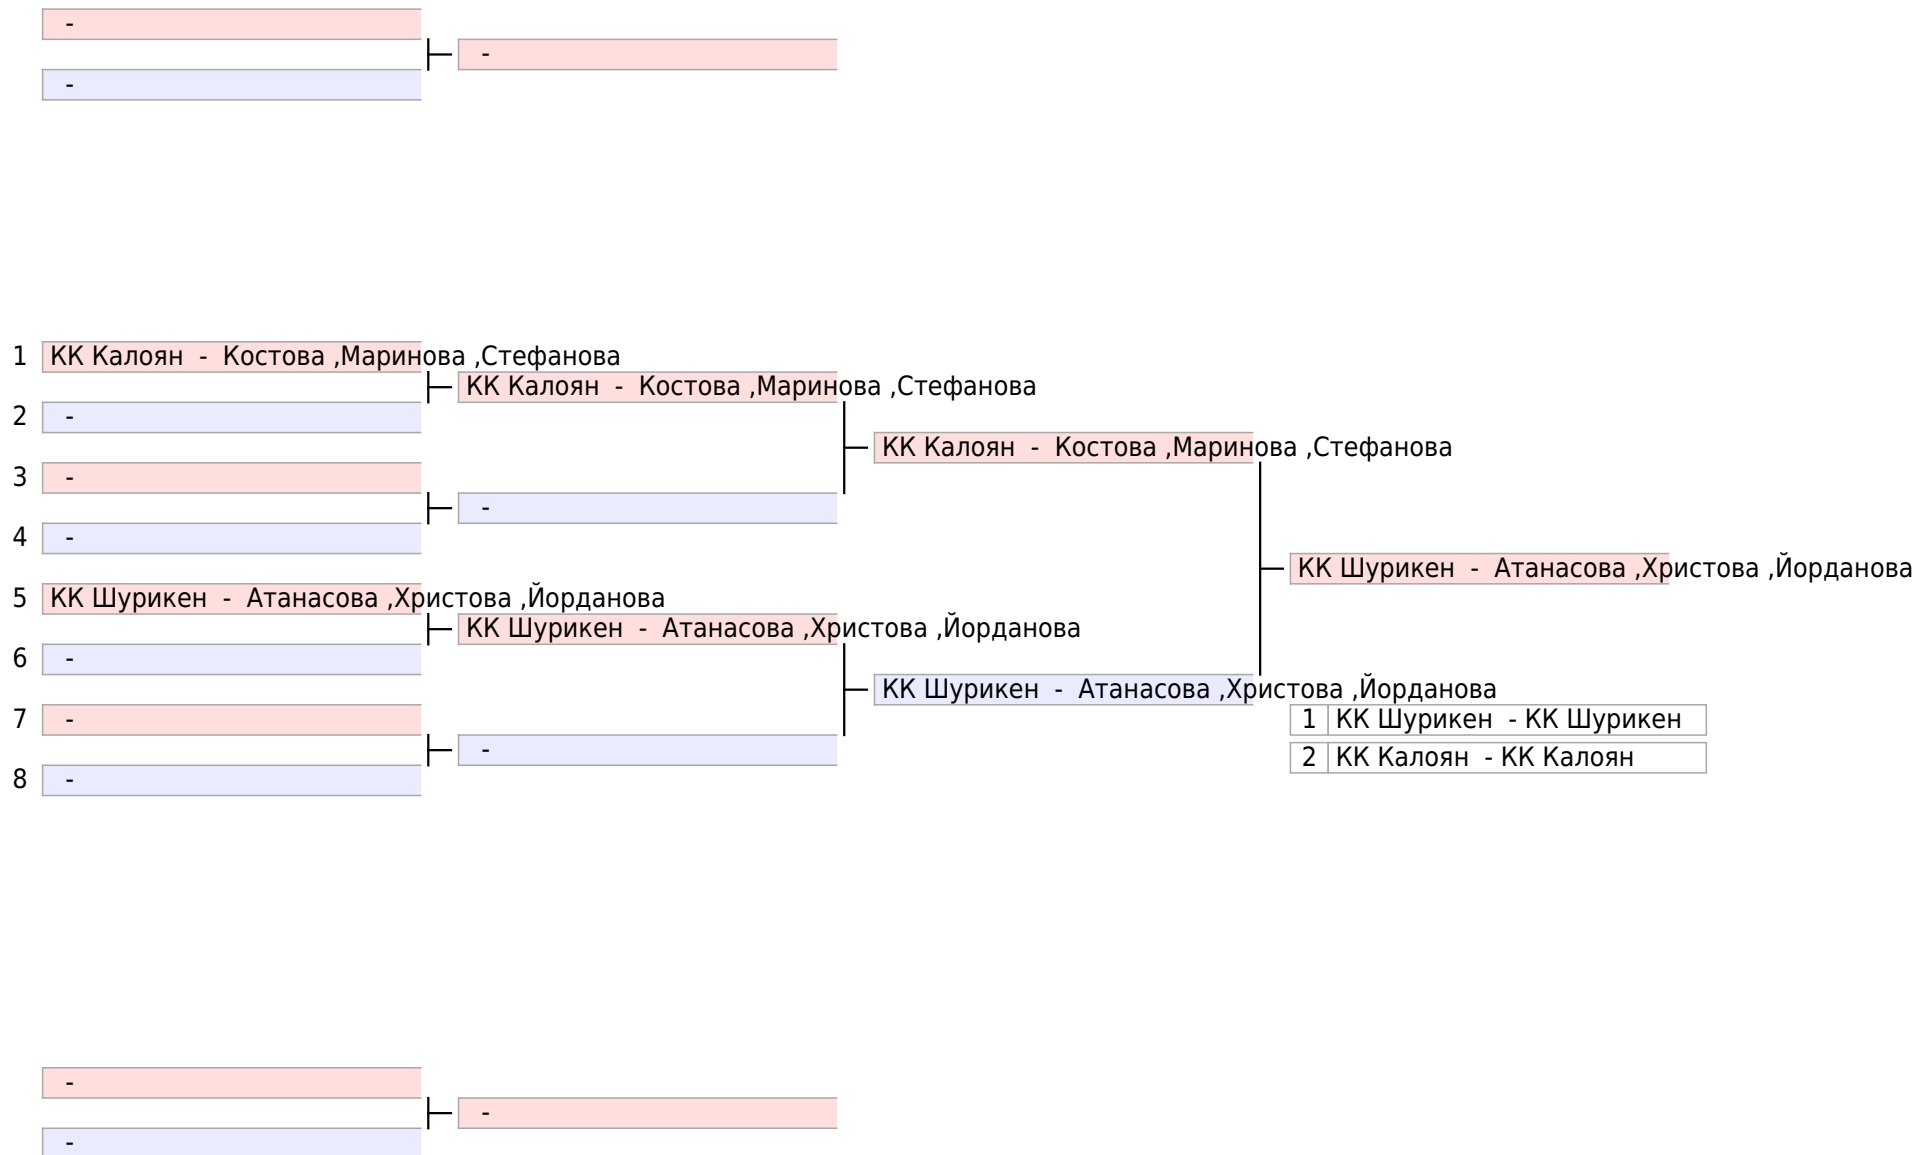 -
-
-
1 КК Калоян - Костова ,Маринова ,Стефанова
КК Калоян - Костова ,Маринова ,Стефанова
2 -
КК Калоян - Костова ,Маринова ,Стефанова
3 -
-
4 -
КК Шурикен - Атанасова ,Христова ,Йорданова
5 КК Шурикен - Атанасова ,Христова ,Йорданова
КК Шурикен - Атанасова ,Христова ,Йорданова
6 -
КК Шурикен - Атанасова ,Христова ,Йорданова
7 -
1 КК Шурикен - КК Шурикен
-
2 КК Калоян - КК Калоян
8 -
-
-
-